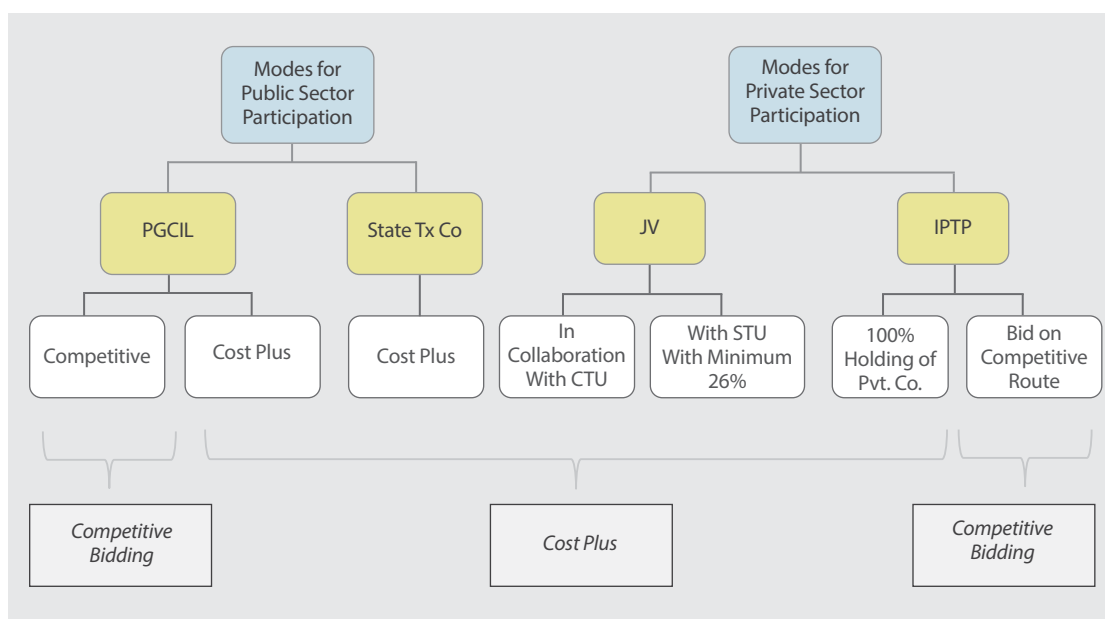 Modes for
Public Sector
Participation
Modes for
Private Sector
Participation
PGCIL
State Tx Co
JV
IPTP
Competitive
Cost Plus
Cost Plus
In
Collaboration
With CTU
With STU
With Minimum
26%
100%
Holding of
Pvt. Co.
Bid on
Competitive
Route
Competitive
Bidding
Cost Plus
Competitive
Bidding